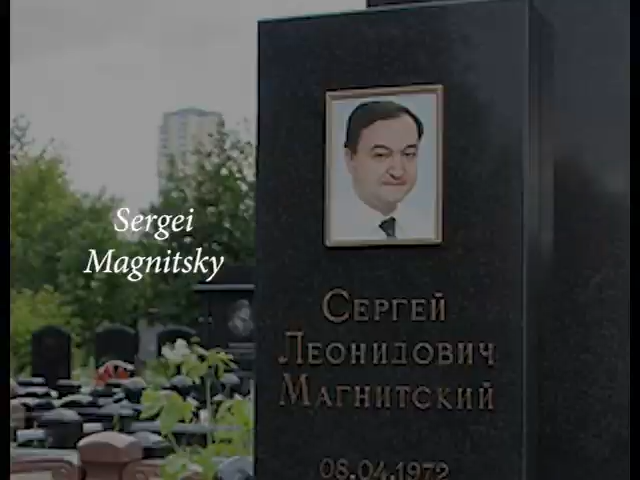 Sergei
Magnitsky
Сергей
Леонидович
Магнитский
08.04.1972